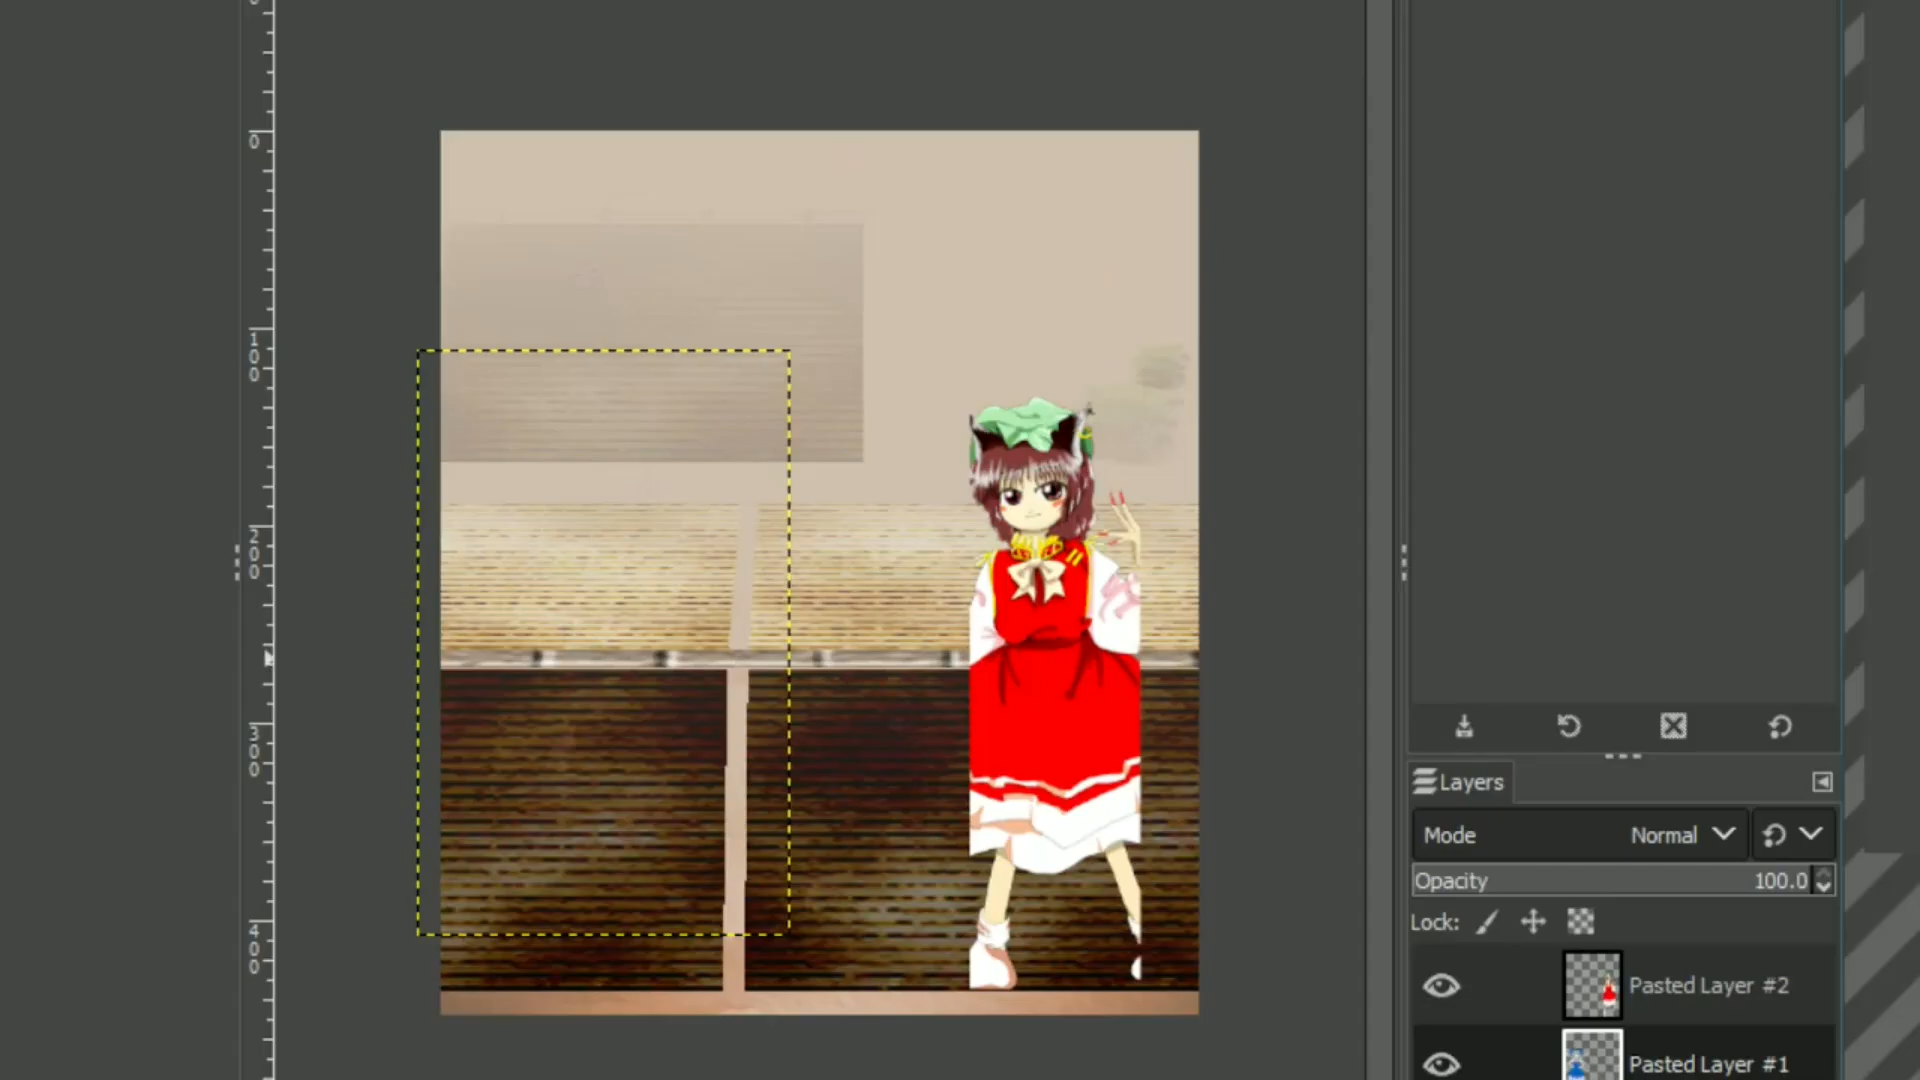 0
100
200
300
400
Layers
Mode Normal
Opacity 100.0
Lock:
Pasted Layer #2
Pasted Layer #1